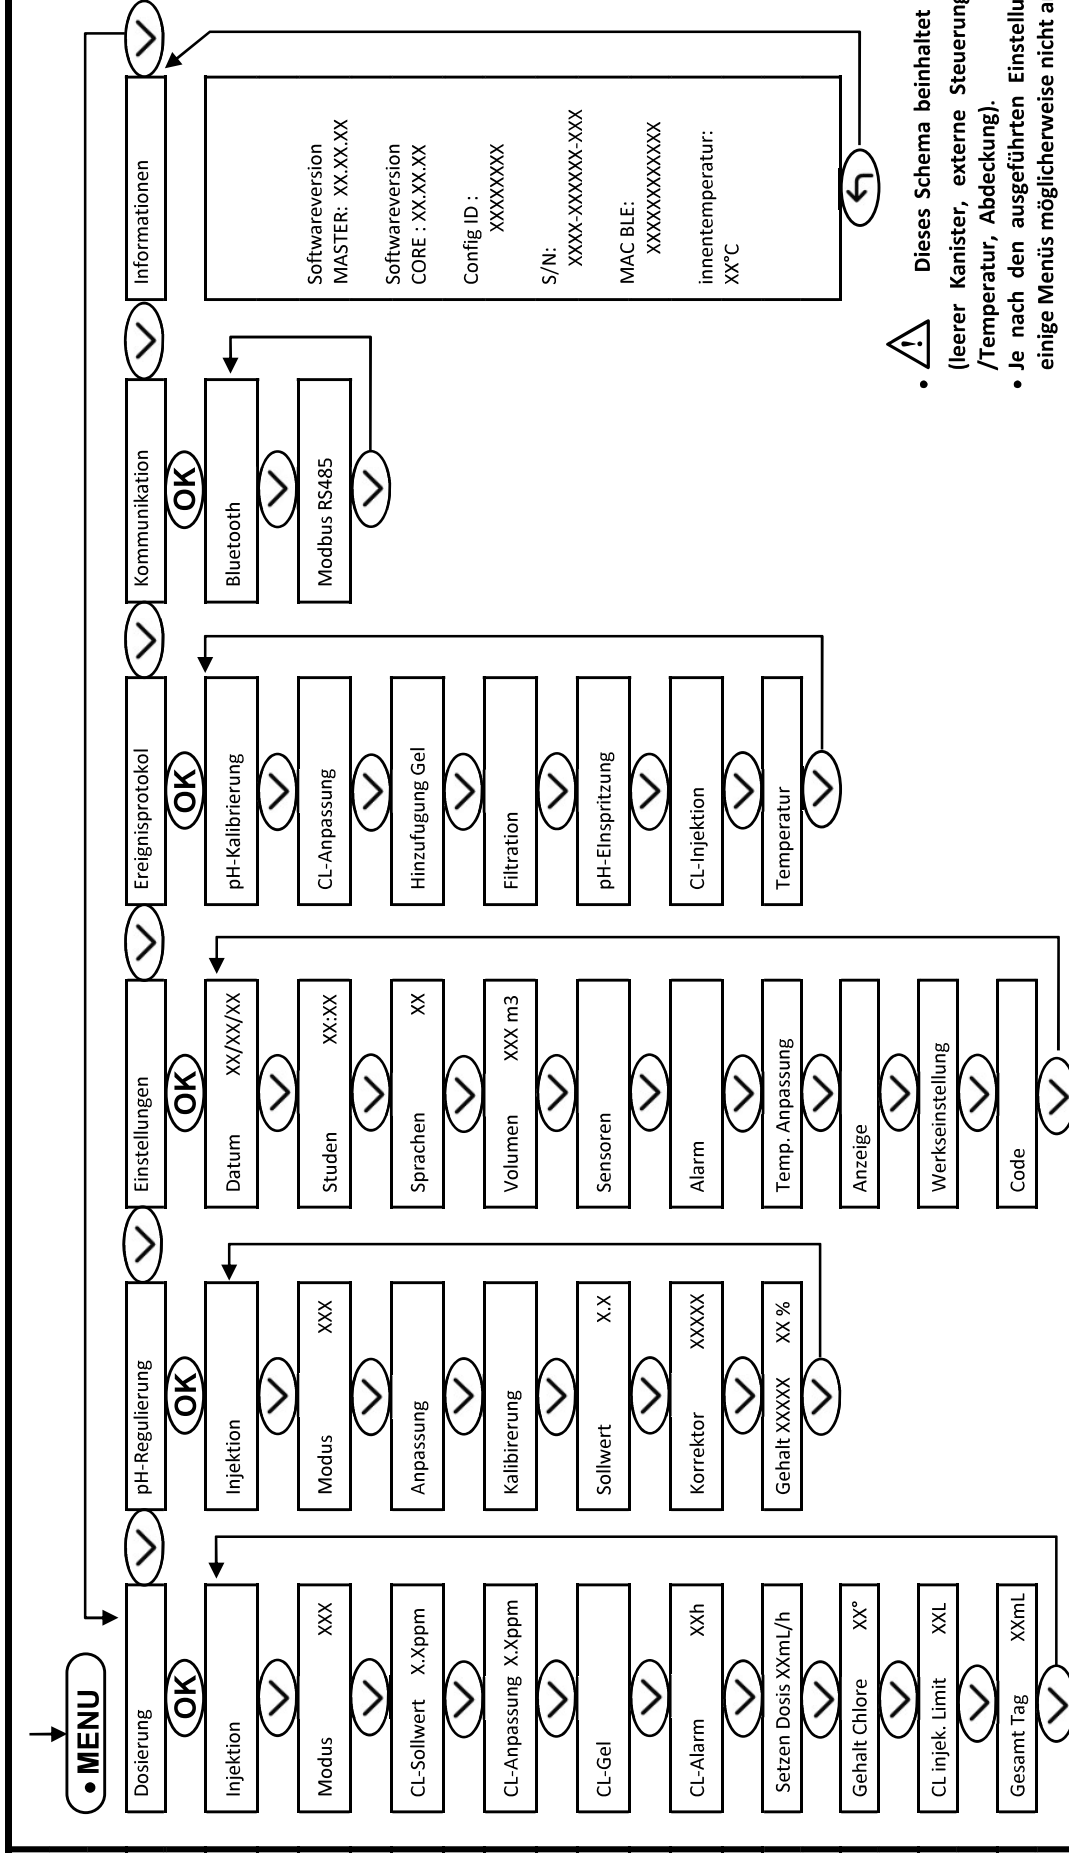 • MENU
Dosierung
OK
Injektion
Modus XXX
CL-Sollwert X.Xppm
CL-Anpassung X.Xppm
CL-Gel
CL-Alarm XXh
Setzen Dosis XXmL/h
Gehalt Chlore XX°
CL injek. Limit XXL
Gesamt Tag XXmL
pH-Regulierung
OK
Injektion
Modus XXX
Anpassung
Kalibirerung
Sollwert X.X
Korrektor XXXXX
Gehalt XXXXX XX %
Einstellungen
OK
Datum XX/XX/XX
Studen XX:XX
Sprachen XX
Volumen XXX m3
Sensoren
Alarm
Temp. Anpassung
Anzeige
Werkseinstellung
Code
Ereignisprotokol
OK
pH-Kalibrierung
CL-Anpassung
Hinzufugung Gel
Filtration
pH-EInspritzung
CL-Injektion
Temperatur
Kommunikation
OK
Bluetooth
Modbus RS485
Informationen
Softwareversion
MASTER: XX.XX.XX
Softwareversion
CORE : XX.XX.XX
Config ID :
XXXXXXXX
S/N:
XXXX-XXXXXX-XXX
MAC BLE:
XXXXXXXXXXXX
innentemperatur:
XX°C
• Dieses Schema beinhaltet
(leerer Kanister, externe Steuerung
/Temperatur, Abdeckung).
• Je nach den ausgeführten Einstellu
einige Menüs möglicherweise nicht a